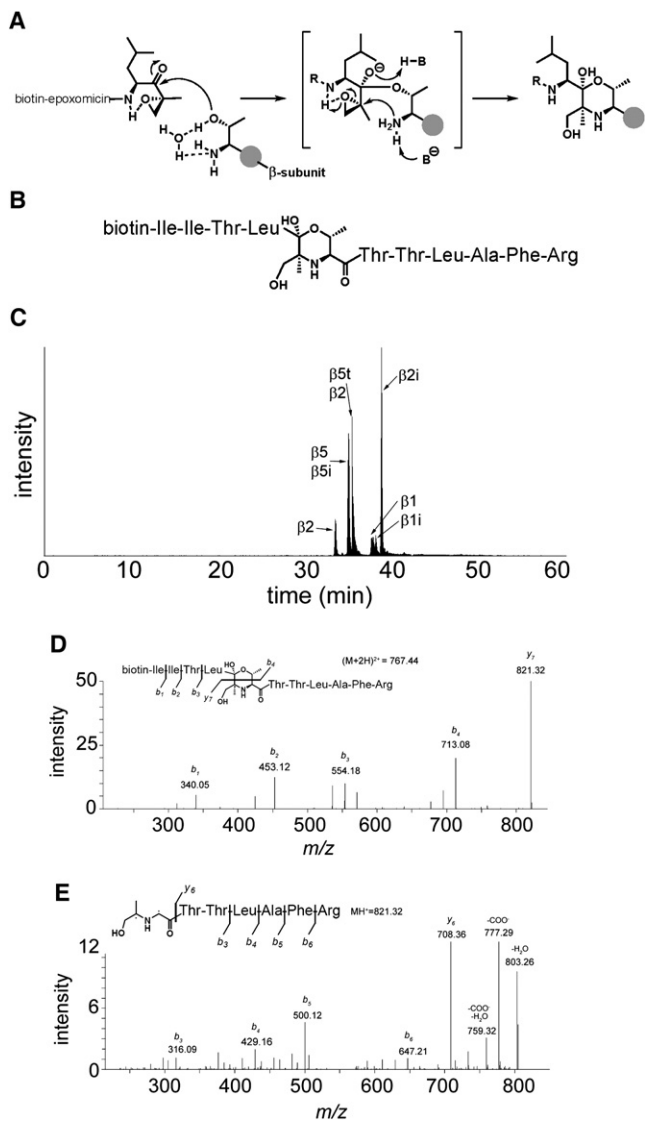 A
O
biotin-epoxomicin
N
H
O
O
H
H
O
H
N
H
β-subunit
R
N
H
O
O⊖
H-B
O
H₂N
H
B⊖
R
N
H
OH
O
HO
N
H
B
biotin-Ile-Ile-Thr-Leu
HO
O
OH
NH
O
Thr-Thr-Leu-Ala-Phe-Arg
C
intensity
β5t
β2
β2i
β5
β5i
β2
β1
β1i
0 10 20 30 40 50 60
time (min)
D
biotin-Ile-Ile-Thr-Leu
HO
O
b₄
(M+2H)²⁺ = 767.44
b₁ b₂ b₃ y₇
HO
NH
O
Thr-Thr-Leu-Ala-Phe-Arg
y₇
821.32
50
25
0
intensity
b₁
340.05
b₂
453.12
b₃
554.18
b₄
713.08
300 400 500 600 700 800
m/z
E
y₆
HO
N
H
O
Thr-Thr-Leu-Ala-Phe-Arg
MH⁺=821.32
b₃ b₄ b₅ b₆
12
6
0
intensity
b₃
316.09
b₄
429.16
b₅
500.12
b₆
647.21
y₆
708.36
-COO⁻
777.29
-H₂O
803.26
-COO⁻
-H₂O
759.32
300 400 500 600 700 800
m/z